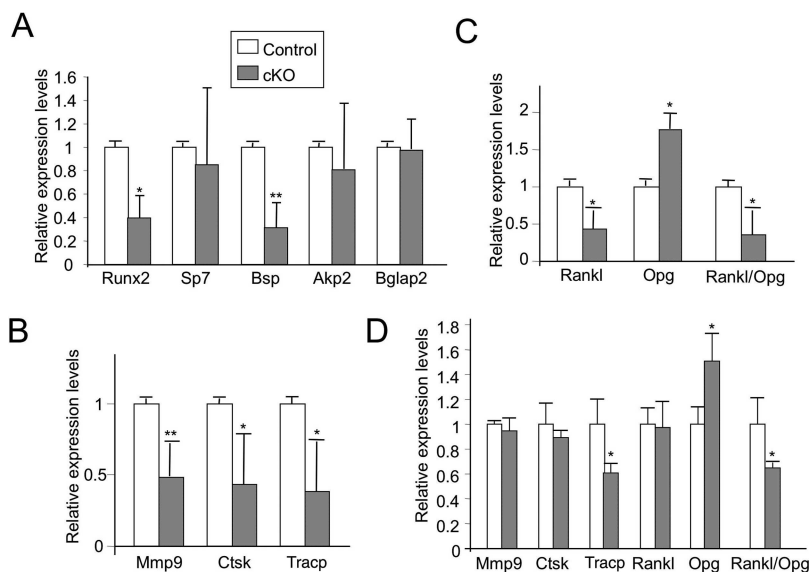 A
Control
cKO
Relative expression levels
1.6
1.4
1.2
1
0.8
0.6
0.4
0.2
0
*
**
Runx2 Sp7 Bsp Akp2 Bglap2
C
Relative expression levels
2
1.5
1
0.5
0
*
*
*
Rankl Opg Rankl/Opg
B
Relative expression levels
1
0.5
0
**
*
*
Mmp9 Ctsk Tracp
D
Relative expression levels
1.8
1.6
1.4
1.2
1.0
0.8
0.6
0.4
0.2
0
*
*
*
Mmp9 Ctsk Tracp Rankl Opg Rankl/Opg